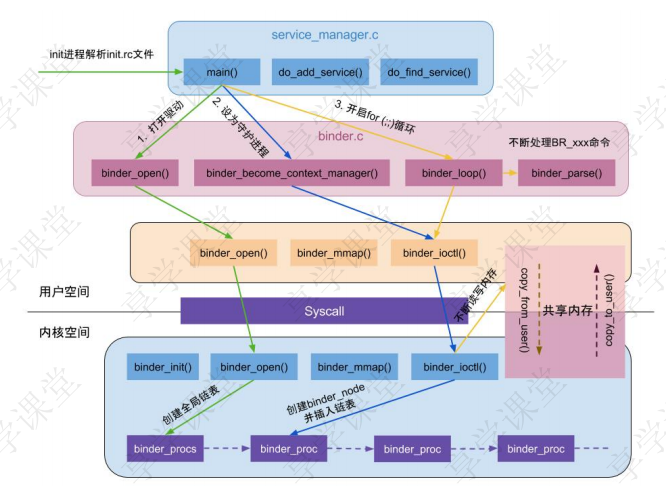 service_manager.c
init进程解析init.rc文件
main()
do_add_service()
do_find_service()
1. 打开驱动
2. 设为守护进程
3. 开启for (;;)循环
binder.c
不断处理BR_xxx命令
binder_open()
binder_become_context_manager()
binder_loop()
binder_parse()
binder_open()
binder_mmap()
binder_ioctl()
用户空间
Syscall
不断读写内存
copy_from_user()
共享内存
copy_to_user()
内核空间
binder_init()
binder_open()
binder_mmap()
binder_ioctl()
创建全局链表
创建binder_node
并插入链表
binder_procs
binder_proc
binder_proc
binder_proc
享学课堂